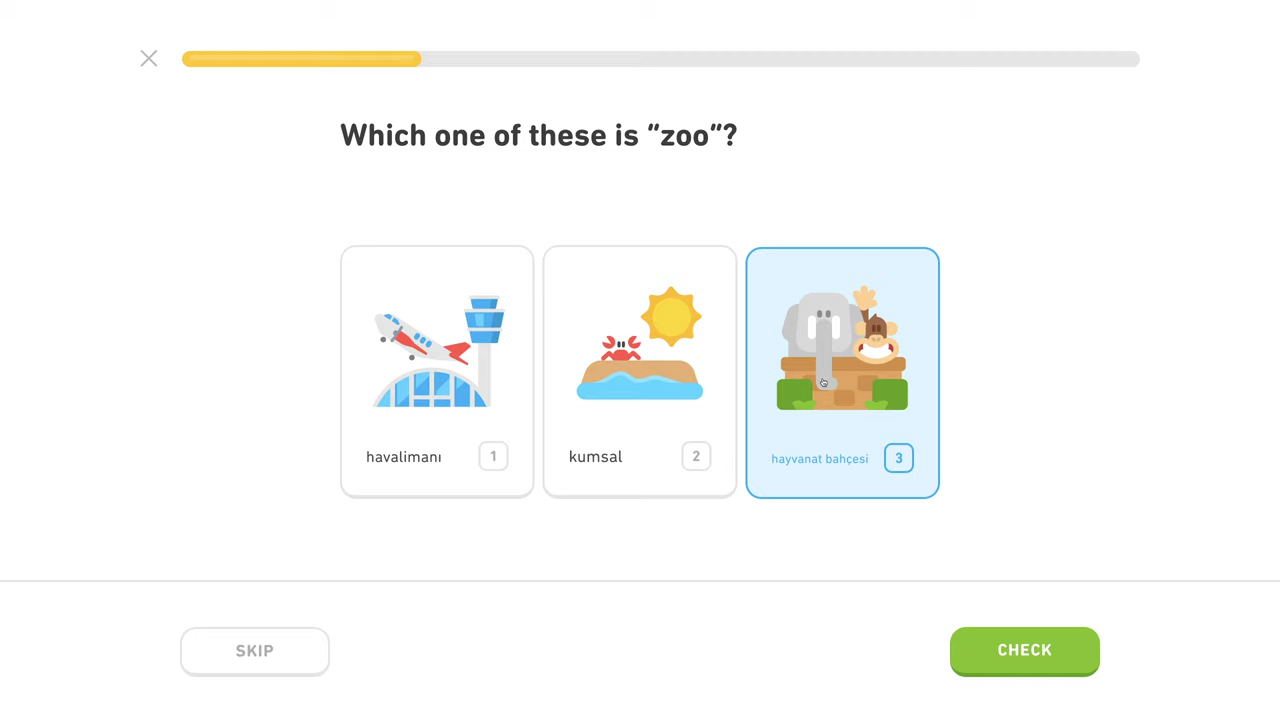 Which one of these is “zoo”?
havalimanı 1
kumsal 2
hayvanat bahçesi 3
SKIP
CHECK